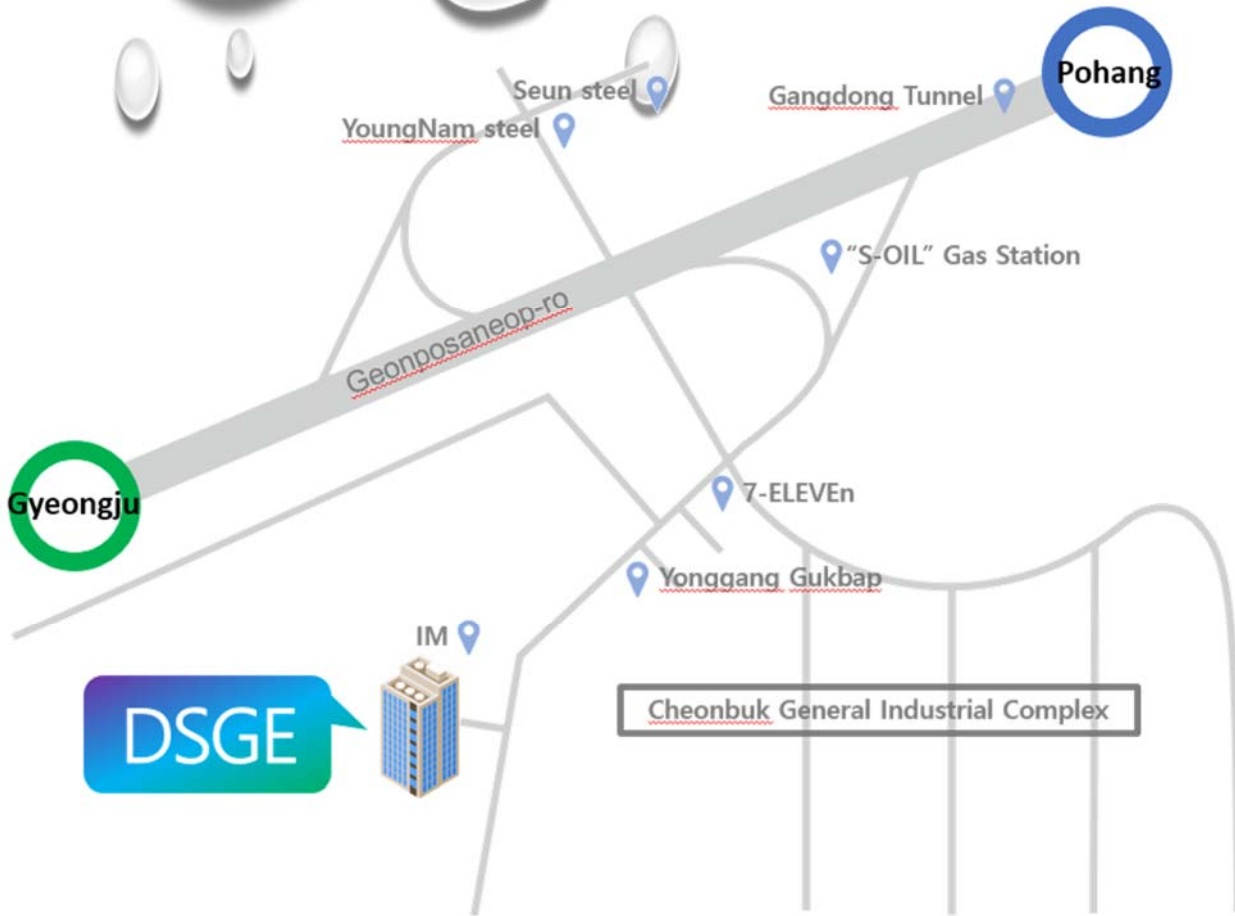 Pohang
Seun steel
Gangdong Tunnel
YoungNam steel
"S-OIL" Gas Station
Geonposaneop-ro
Gyeongju
7-ELEVEn
Yonggang Gukbap
IM
DSGE
Cheonbuk General Industrial Complex